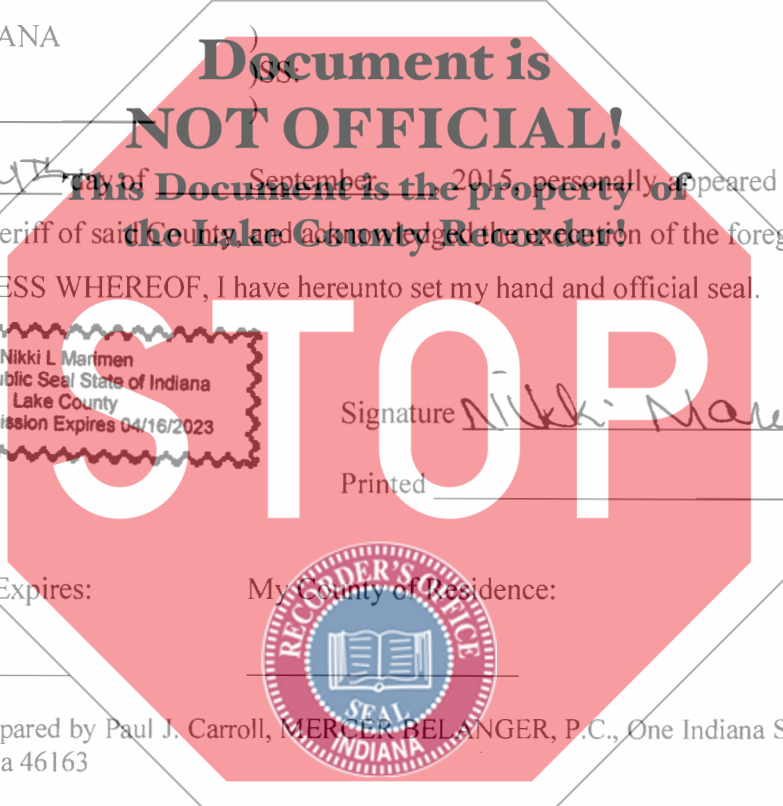 ANA )
)SS:
)
Document is
NOT OFFICIAL!
This Document is the property of
the Lake County Recorder!
STOP
day of September, 2015, personally appeared
eriff of said County, and acknowledged the execution of the foreg
ESS WHEREOF, I have hereunto set my hand and official seal.
Nikki L Marimen
ublic Seal State of Indiana
Lake County
ission Expires 04/16/2023
Signature Nikki Mar
Printed
Expires: My County of Residence:
RECORDER'S OFFICE
SEAL
INDIANA
pared by Paul J. Carroll, MERCER BELANGER, P.C., One Indiana S
a 46163